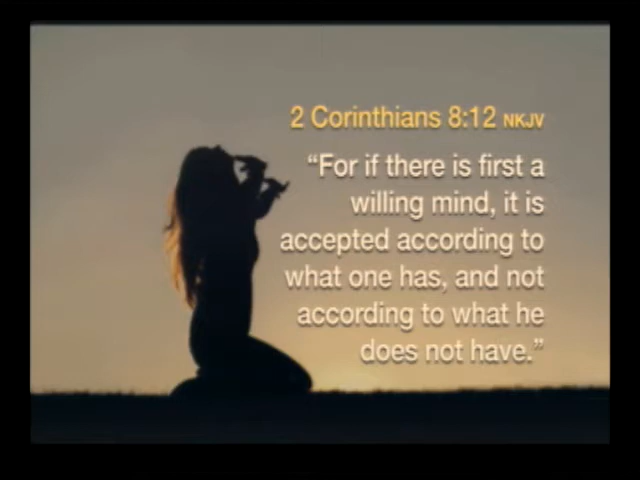 2 Corinthians 8:12 NKJV
“For if there is first a
willing mind, it is
accepted according to
what one has, and not
according to what he
does not have.”